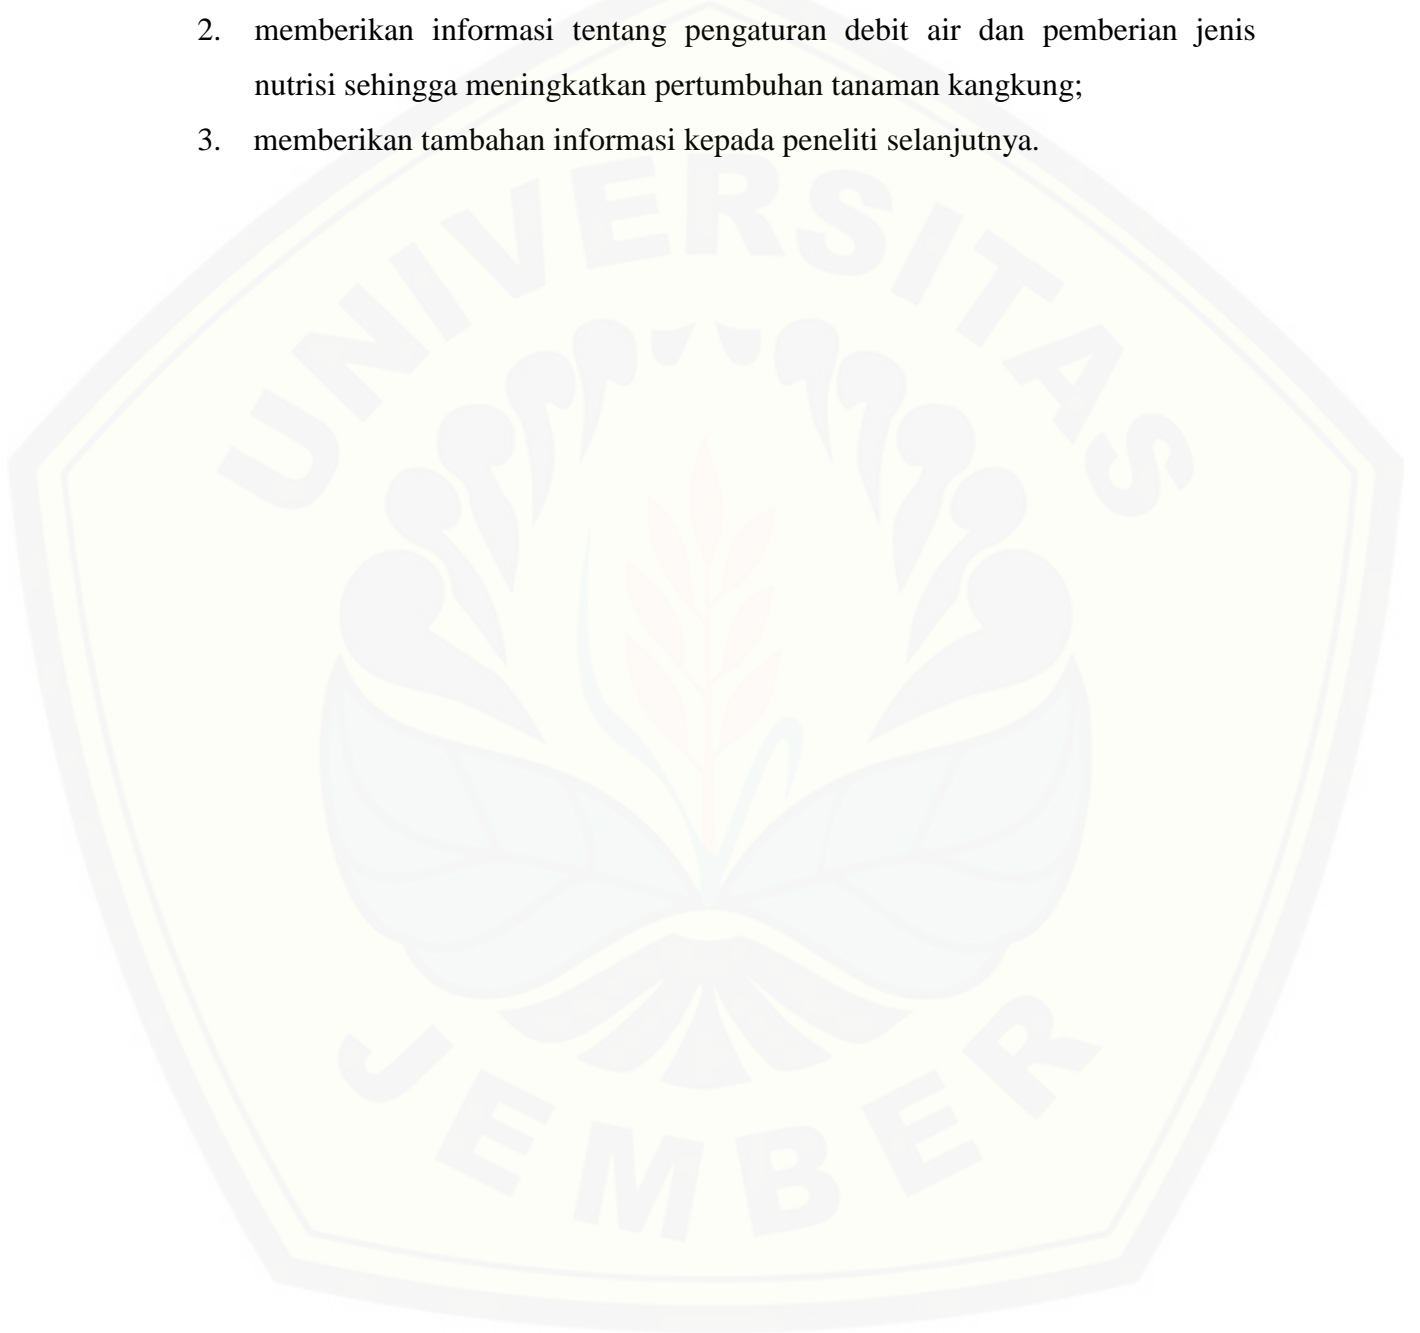 2. memberikan informasi tentang pengaturan debit air dan pemberian jenis
nutrisi sehingga meningkatkan pertumbuhan tanaman kangkung;
3. memberikan tambahan informasi kepada peneliti selanjutnya.
UNIVERSITAS
JEMBER